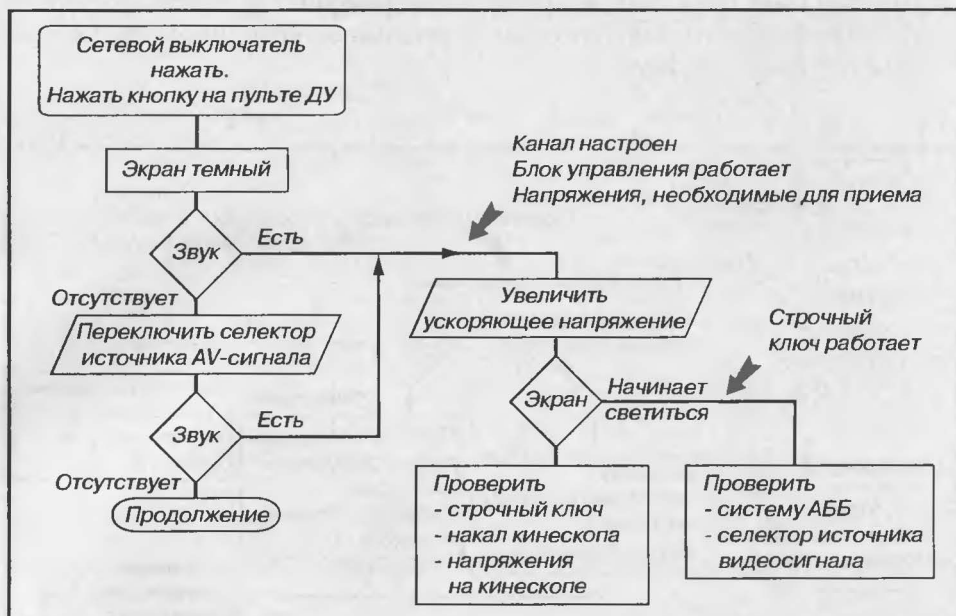 Сетевой выключатель
нажать.
Нажать кнопку на пульте ДУ
Экран темный
Звук
Есть
Отсутствует
Переключить селектор
источника AV-сигнала
Звук
Есть
Отсутствует
Продолжение
Канал настроен
Блок управления работает
Напряжения, необходимые для приема
Увеличить
ускоряющее напряжение
Строчный
ключ работает
Экран
Начинает
светиться
Проверить
- строчный ключ
- накал кинескопа
- напряжения
на кинескопе
Проверить
- систему АББ
- селектор источника
видеосигнала